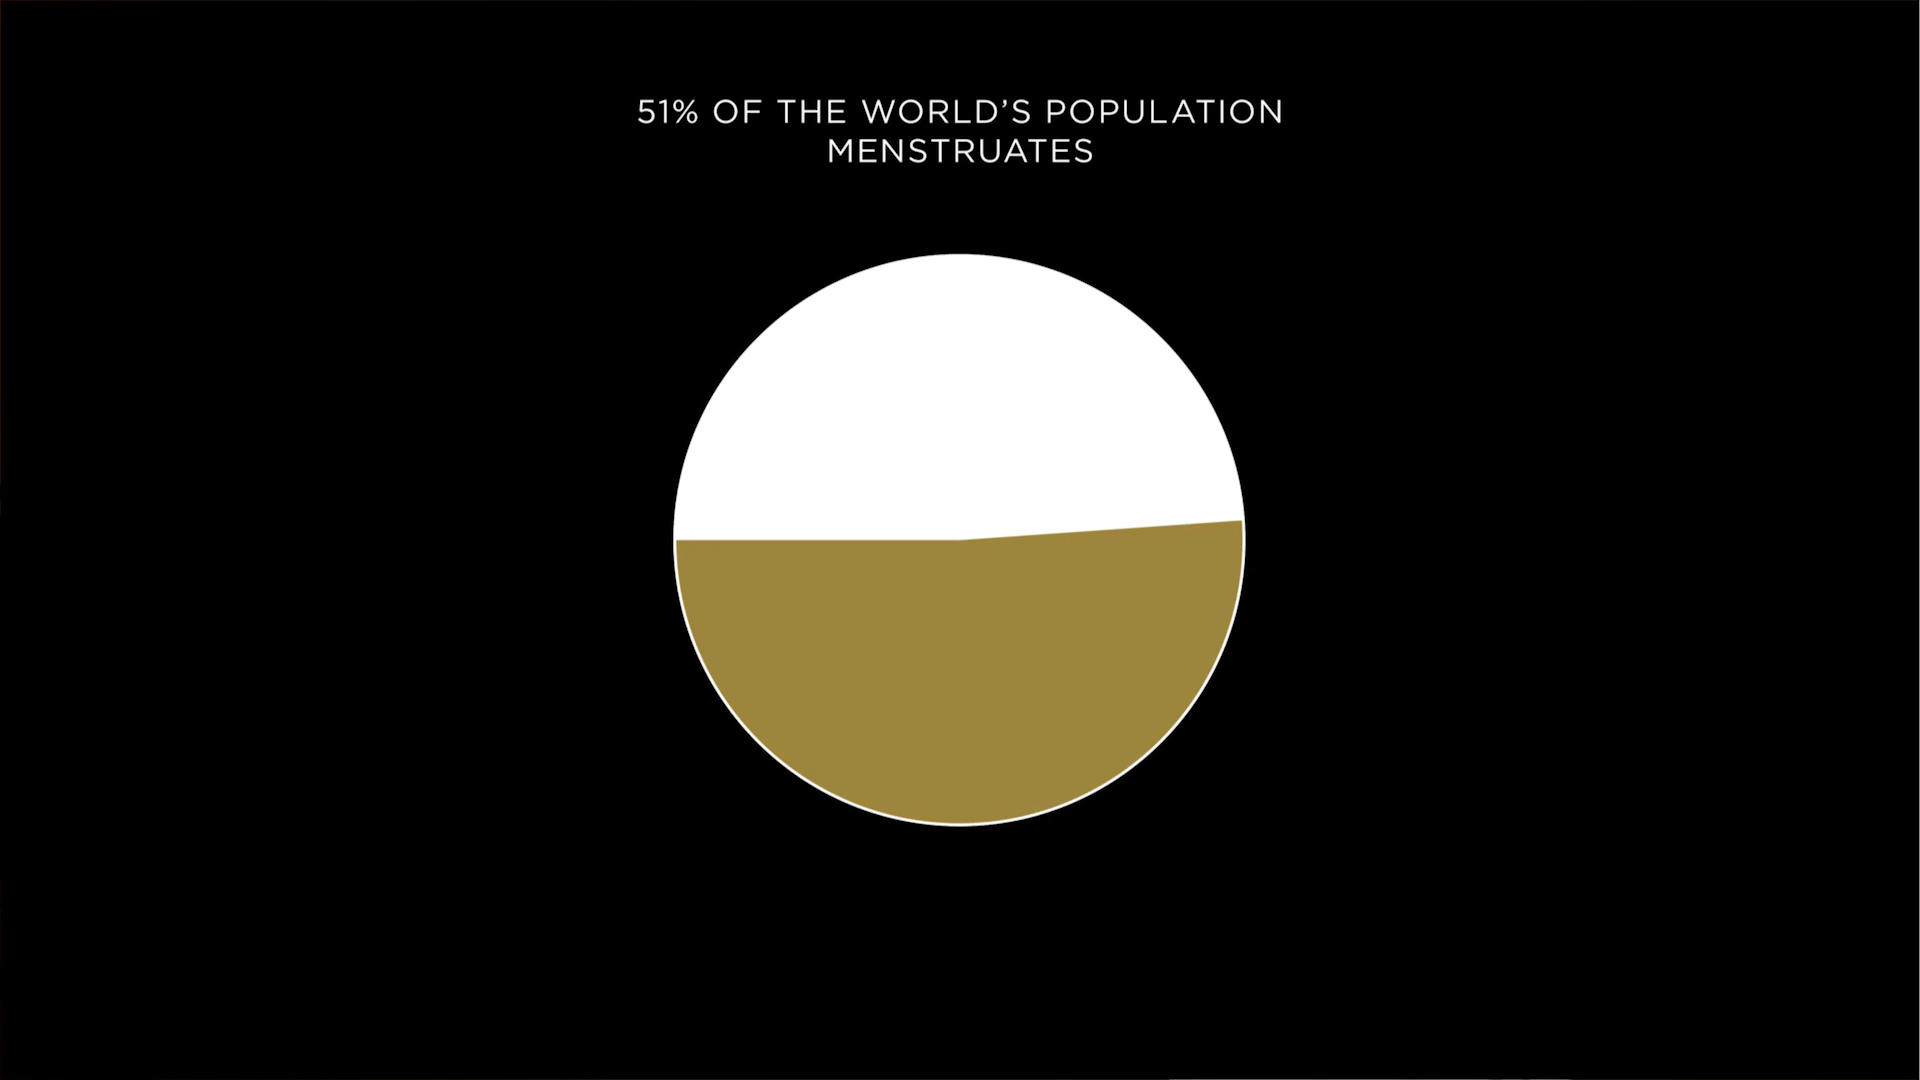 51% OF THE WORLD’S POPULATION
MENSTRUATES